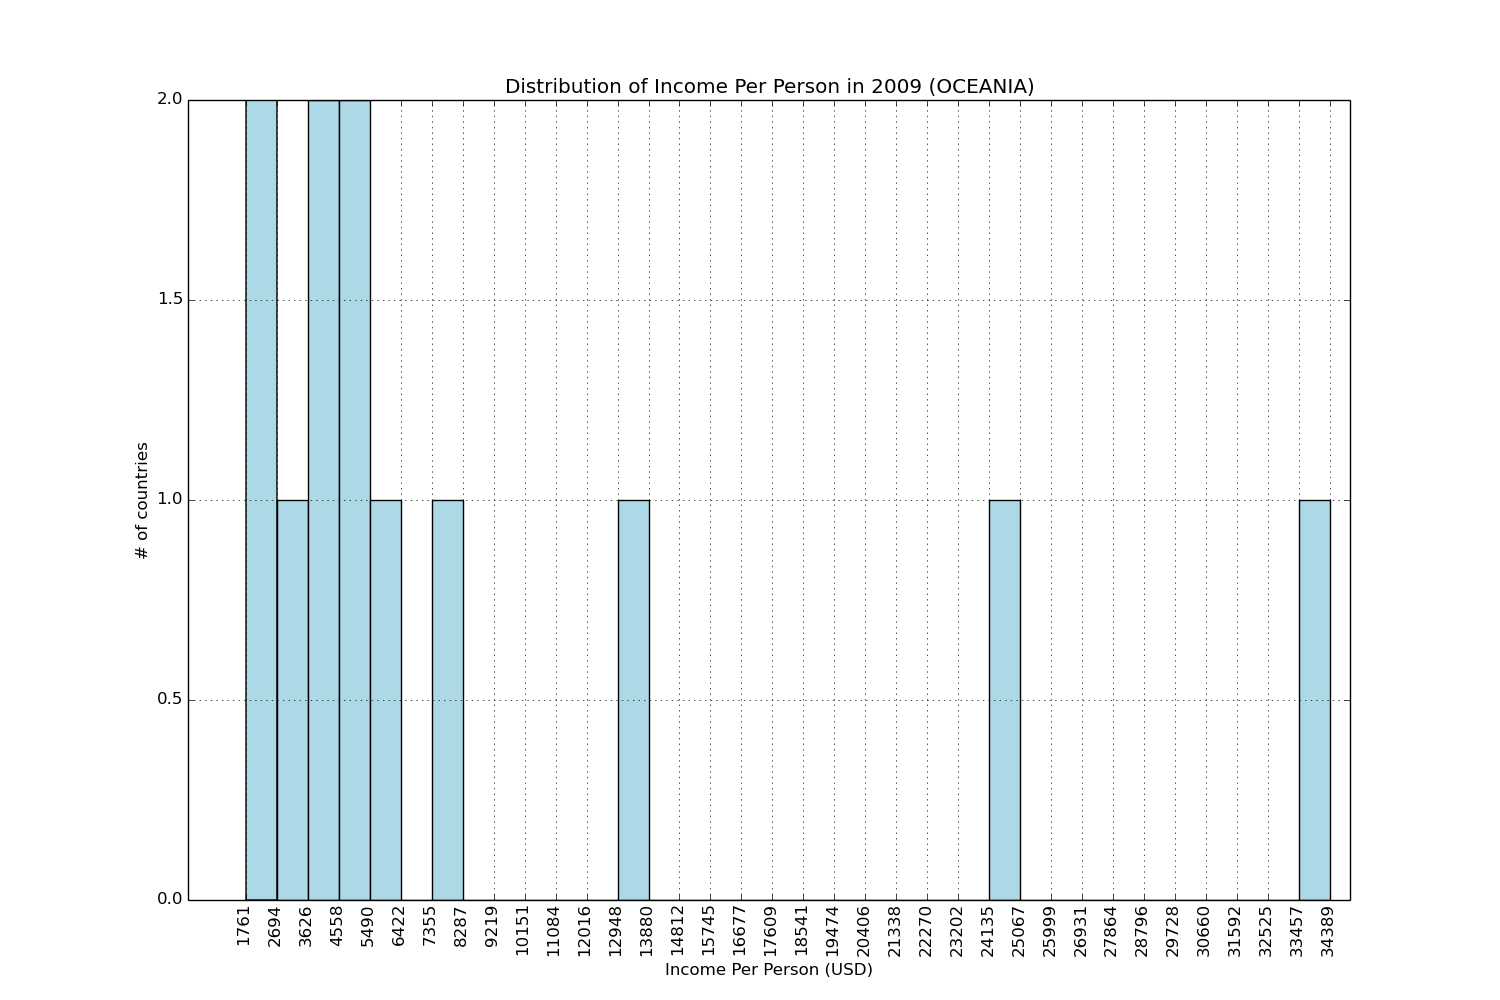 Distribution of Income Per Person in 2009 (OCEANIA)
2.0
1.5
1.0
0.5
0.0
# of countries
1761 2694 3626 4558 5490 6422 7355 8287 9219 10151 11084 12016 12948 13880 14812 15745 16677 17609 18541 19474 20406 21338 22270 23202 24135 25067 25999 26931 27864 28796 29728 30660 31592 32525 33457 34389
Income Per Person (USD)